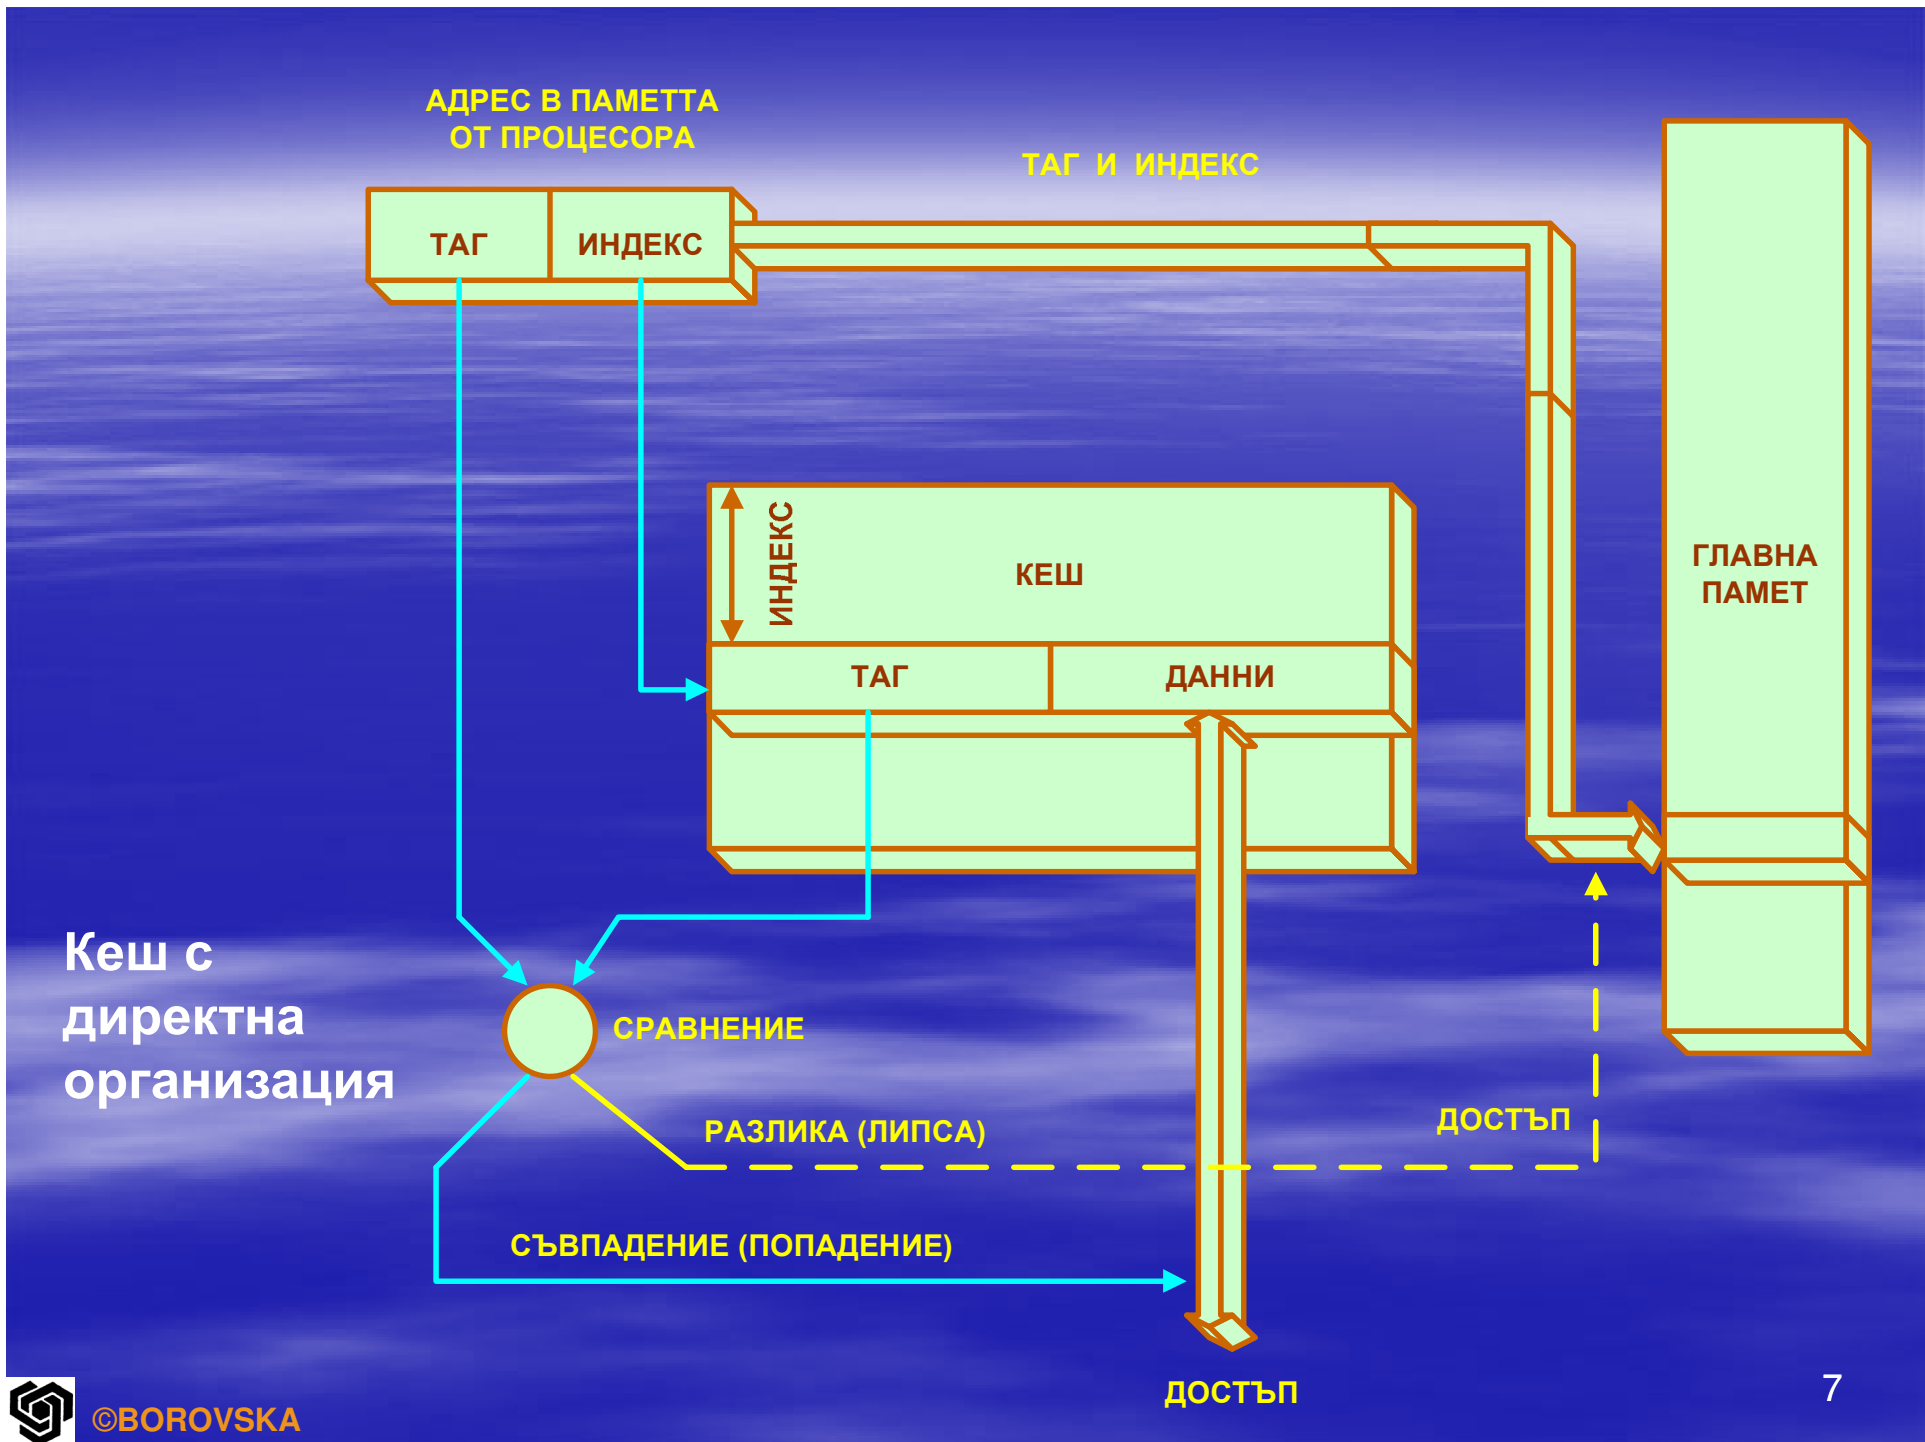 АДРЕС В ПАМЕТТА
ОТ ПРОЦЕСОРА
ТАГ И ИНДЕКС
ТАГ
ИНДЕКС
ИНДЕКС
КЕШ
ГЛАВНА
ПАМЕТ
ТАГ
ДАННИ
Кеш с
директна
организация
СРАВНЕНИЕ
РАЗЛИКА (ЛИПСА)
ДОСТЪП
СЪВПАДЕНИЕ (ПОПАДЕНИЕ)
ДОСТЪП
7
©BOROVSKA